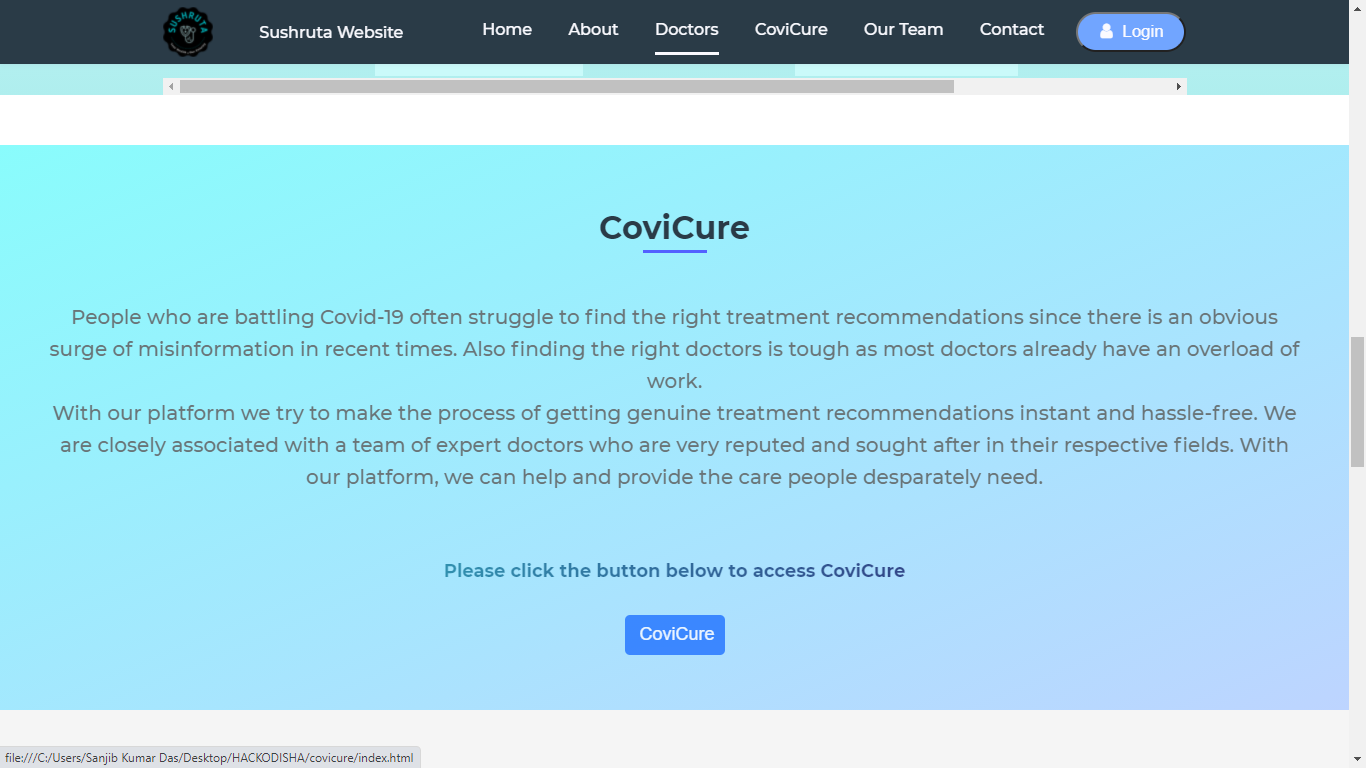 SUSHRUTA
Sushruta Website
Home
About
Doctors
CoviCure
Our Team
Contact
Login
CoviCure
People who are battling Covid-19 often struggle to find the right treatment recommendations since there is an obvious
surge of misinformation in recent times. Also finding the right doctors is tough as most doctors already have an overload of
work.
With our platform we try to make the process of getting genuine treatment recommendations instant and hassle-free. We
are closely associated with a team of expert doctors who are very reputed and sought after in their respective fields. With
our platform, we can help and provide the care people desparately need.
Please click the button below to access CoviCure
CoviCure
file:///C:/Users/Sanjib Kumar Das/Desktop/HACKODISHA/covicure/index.html